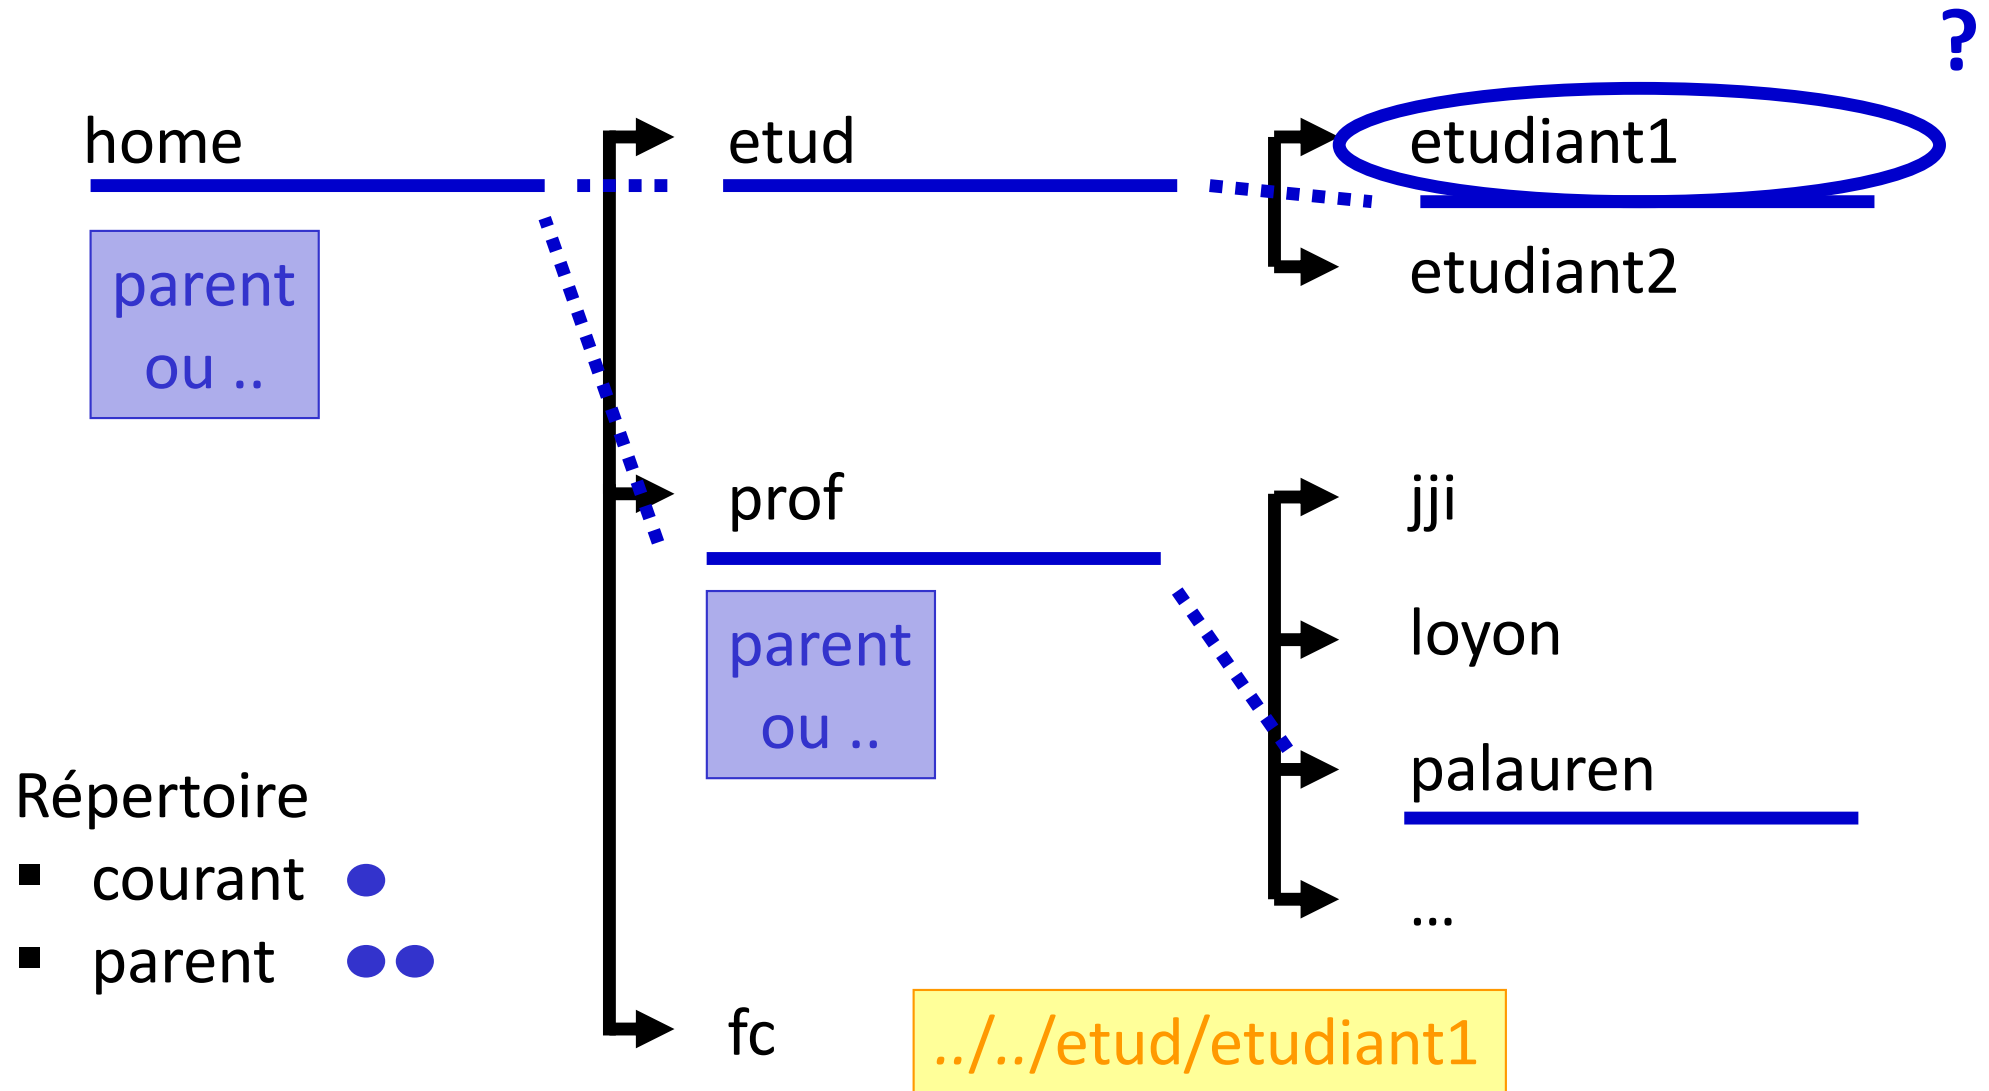 ?
home
etud
etudiant1
etudiant2
parent
ou ..
prof
jji
loyon
parent
ou ..
palauren
...
Répertoire
▪ courant
▪ parent
fc
../../etud/etudiant1